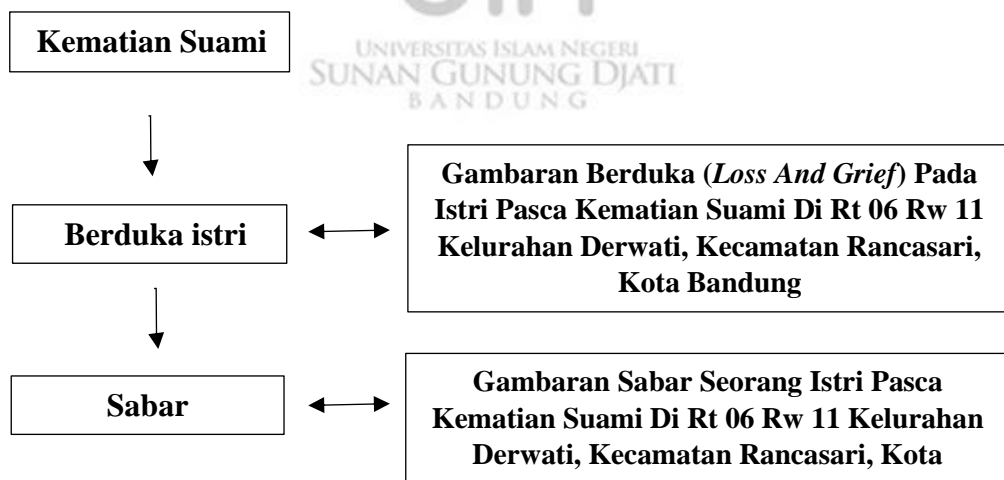 Kematian Suami
UNIVERSITAS ISLAM NEGERI
SUNAN GUNUNG DJATI
BANDUNG
Gambaran Berduka (Loss And Grief) Pada
Istri Pasca Kematian Suami Di Rt 06 Rw 11
Kelurahan Derwati, Kecamatan Rancasari,
Kota Bandung
Berduka istri
Gambaran Sabar Seorang Istri Pasca
Kematian Suami Di Rt 06 Rw 11 Kelurahan
Derwati, Kecamatan Rancasari, Kota
Sabar